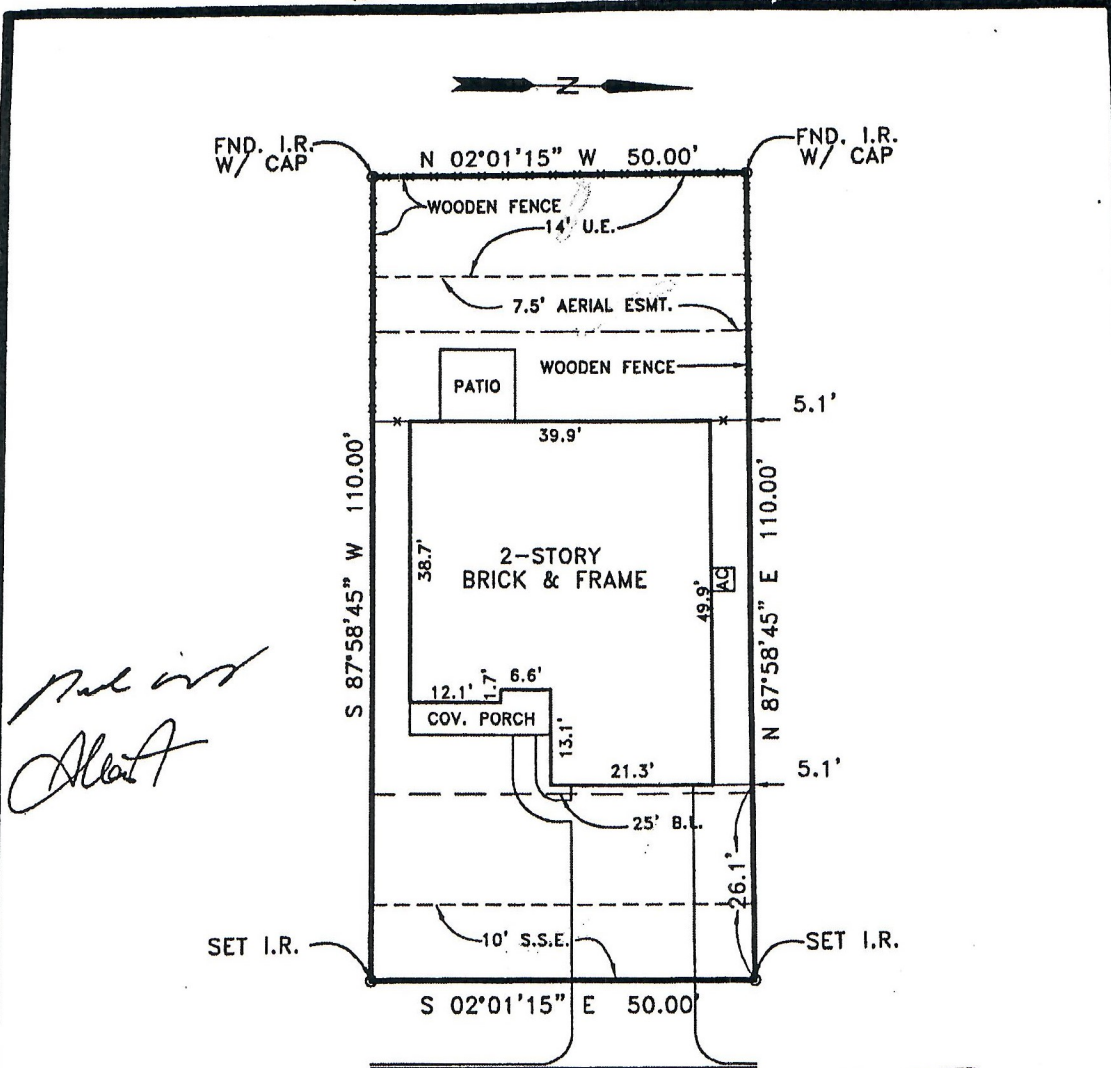 N
FND. I.R.
W/ CAP
N 02°01'15" W 50.00'
FND. I.R.
W/ CAP
WOODEN FENCE
14' U.E.
7.5' AERIAL ESMT.
WOODEN FENCE
PATIO
5.1'
39.9'
S 87°58'45" W 110.00'
38.7'
2-STORY
BRICK & FRAME
AC
49.9'
N 87°58'45" E 110.00'
12.1'
1.7'
6.6'
COV. PORCH
13.1'
21.3'
5.1'
25' B.L.
26.1'
10' S.S.E.
SET I.R.
SET I.R.
S 02°01'15" E 50.00'